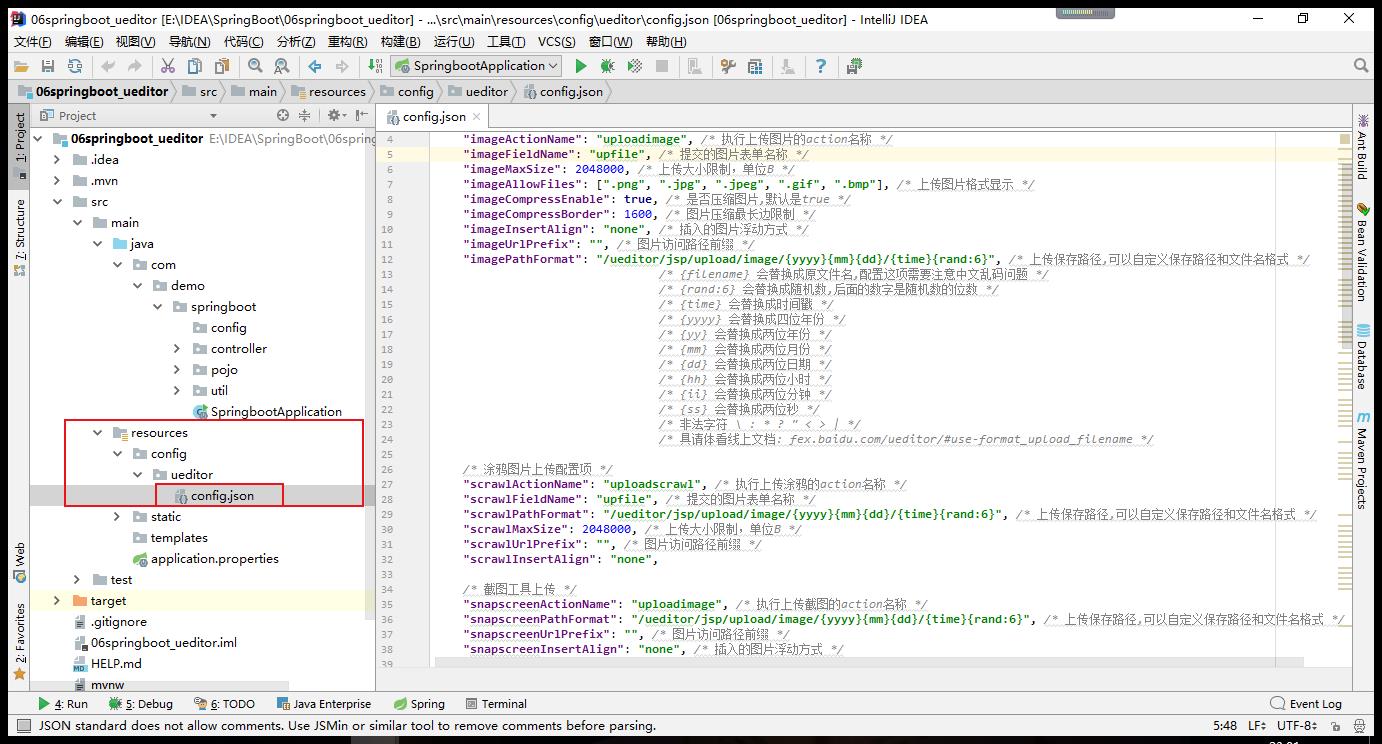 06springboot_ueditor [E:\IDEA\SpringBoot\06springboot_ueditor] - ...\src\main\resources\config\ueditor\config.json [06springboot_ueditor] - IntelliJ IDEA
文件(F) 编辑(E) 视图(V) 导航(N) 代码(C) 分析(Z) 重构(R) 构建(B) 运行(U) 工具(T) VCS(S) 窗口(W) 帮助(H)
SpringbootApplication
06springboot_ueditor src main resources config ueditor config.json
Project
config.json
1: Project
7: Structure
Web
2: Favorites
06springboot_ueditor E:\IDEA\SpringBoot\06spring
.idea
.mvn
src
main
java
com
demo
springboot
config
controller
pojo
util
SpringbootApplication
resources
config
ueditor
config.json
static
templates
application.properties
test
target
.gitignore
06springboot_ueditor.iml
HELP.md
mvnw
4 "imageActionName": "uploadimage", /* 执行上传图片的action名称 */
5 "imageFieldName": "upfile", /* 提交的图片表单名称 */
6 "imageMaxSize": 2048000, /* 上传大小限制，单位B */
7 "imageAllowFiles": [".png", ".jpg", ".jpeg", ".gif", ".bmp"], /* 上传图片格式显示 */
8 "imageCompressEnable": true, /* 是否压缩图片,默认是true */
9 "imageCompressBorder": 1600, /* 图片压缩最长边限制 */
10 "imageInsertAlign": "none", /* 插入的图片浮动方式 */
11 "imageUrlPrefix": "", /* 图片访问路径前缀 */
12 "imagePathFormat": "/ueditor/jsp/upload/image/{yyyy}{mm}{dd}/{time}{rand:6}", /* 上传保存路径,可以自定义保存路径和文件名格式 */
13 /* {filename} 会替换成原文件名,配置这项需要注意中文乱码问题 */
14 /* {rand:6} 会替换成随机数,后面的数字是随机数的位数 */
15 /* {time} 会替换成时间戳 */
16 /* {yyyy} 会替换成四位年份 */
17 /* {yy} 会替换成两位年份 */
18 /* {mm} 会替换成两位月份 */
19 /* {dd} 会替换成两位日期 */
20 /* {hh} 会替换成两位小时 */
21 /* {ii} 会替换成两位分钟 */
22 /* {ss} 会替换成两位秒 */
23 /* 非法字符 \ : * ? " < > | */
24 /* 具请体看线上文档: fex.baidu.com/ueditor/#use-format_upload_filename */
25
26 /* 涂鸦图片上传配置项 */
27 "scrawlActionName": "uploadscrawl", /* 执行上传涂鸦的action名称 */
28 "scrawlFieldName": "upfile", /* 提交的图片表单名称 */
29 "scrawlPathFormat": "/ueditor/jsp/upload/image/{yyyy}{mm}{dd}/{time}{rand:6}", /* 上传保存路径,可以自定义保存路径和文件名格式 */
30 "scrawlMaxSize": 2048000, /* 上传大小限制，单位B */
31 "scrawlUrlPrefix": "", /* 图片访问路径前缀 */
32 "scrawlInsertAlign": "none",
33
34 /* 截图工具上传 */
35 "snapscreenActionName": "uploadimage", /* 执行上传截图的action名称 */
36 "snapscreenPathFormat": "/ueditor/jsp/upload/image/{yyyy}{mm}{dd}/{time}{rand:6}", /* 上传保存路径,可以自定义保存路径和文件名格式 */
37 "snapscreenUrlPrefix": "", /* 图片访问路径前缀 */
38 "snapscreenInsertAlign": "none", /* 插入的图片浮动方式 */
39
Ant Build
Bean Validation
Database
Maven Projects
4: Run 5: Debug 6: TODO Java Enterprise Spring Terminal Event Log
JSON standard does not allow comments. Use JSMin or similar tool to remove comments before parsing. 5:48 LF UTF-8